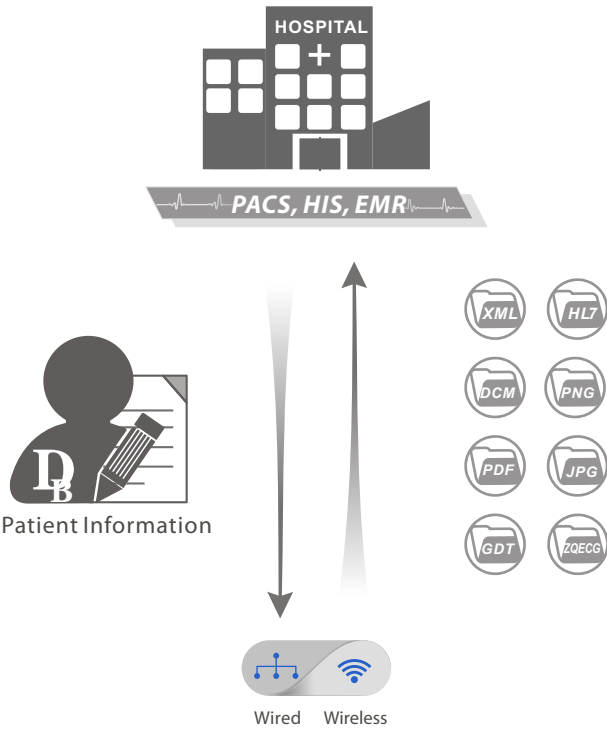 HOSPITAL
PACS, HIS, EMR
XML
HL7
DCM
PNG
DB
Patient Information
PDF
JPG
GDT
ZQECG
Wired
Wireless